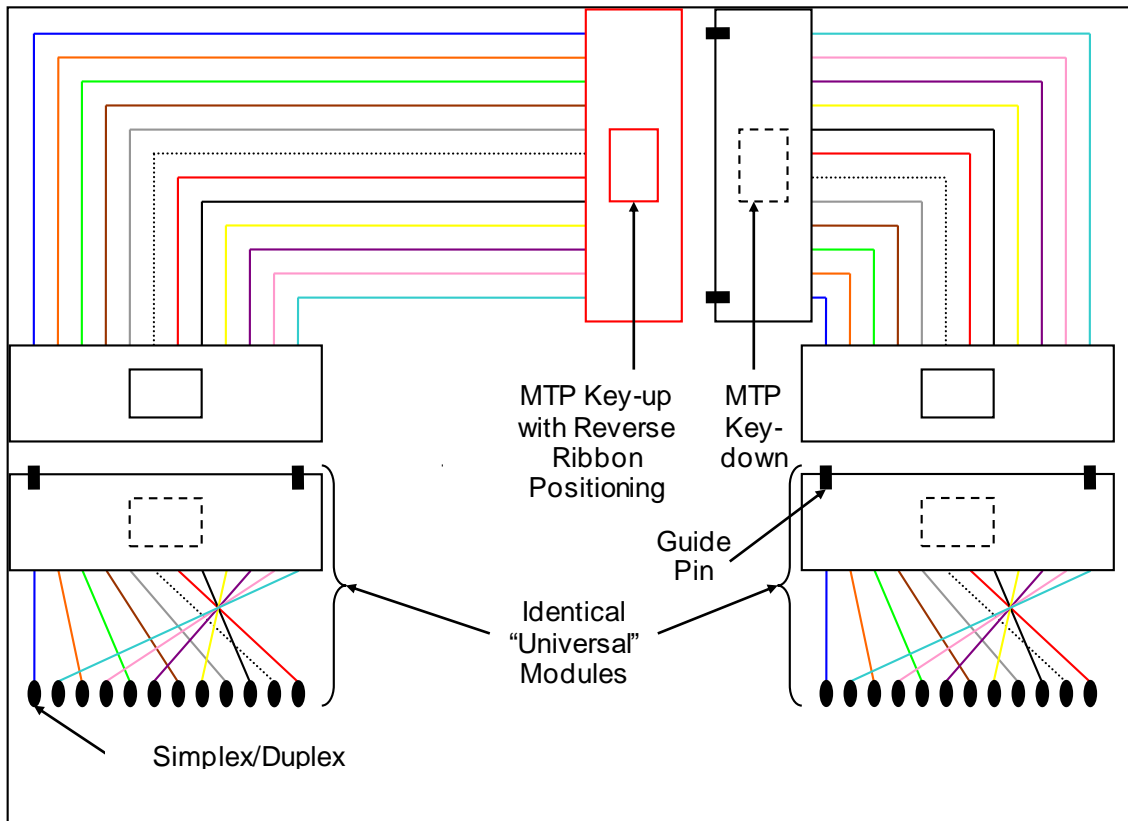 MTP Key-up
with Reverse
Ribbon
Positioning
MTP
Key-
down
Guide
Pin
Identical
“Universal”
Modules
Simplex/Duplex